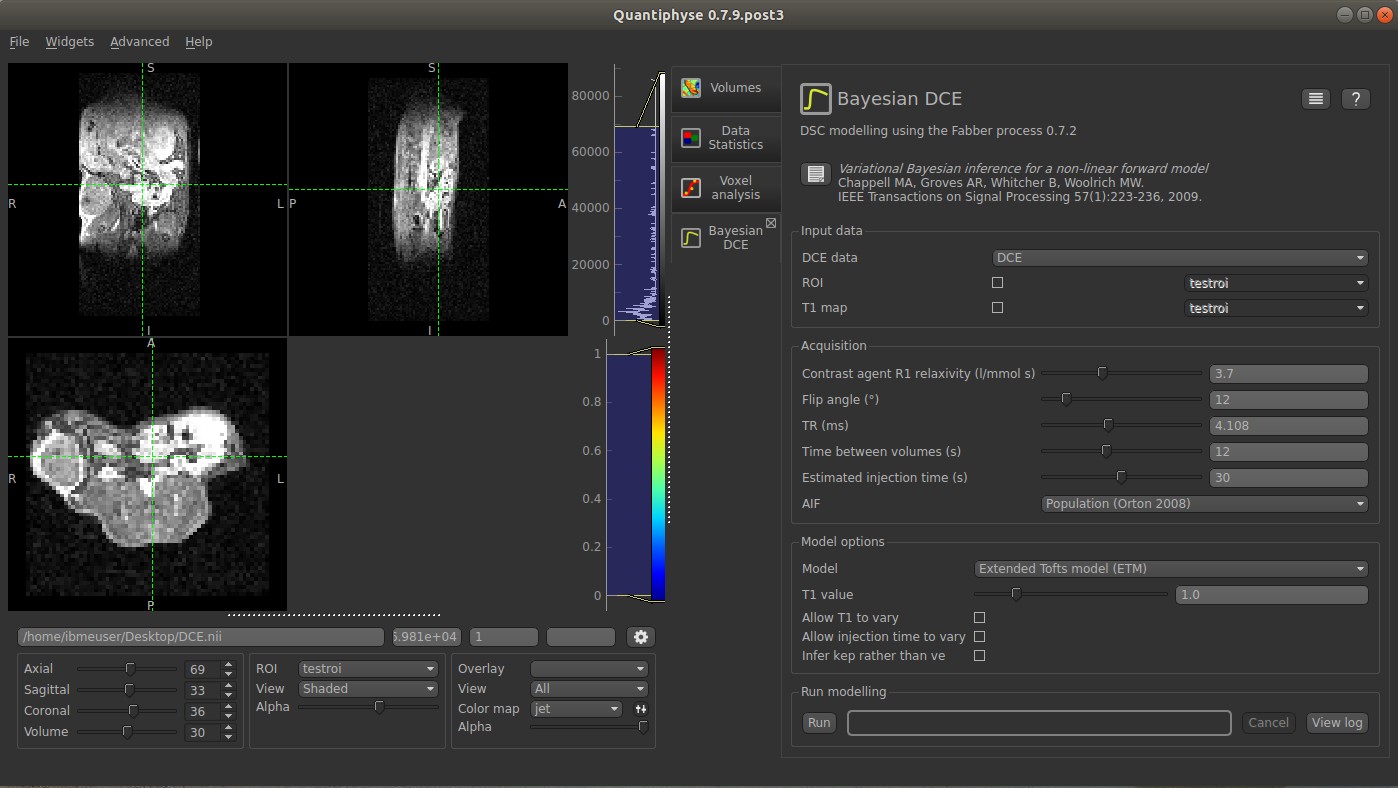 Quantiphyse 0.7.9.post3
File Widgets Advanced Help
S
R
L
I
S
P
A
I
A
R
L
P
80000
60000
40000
20000
0
1
0.8
0.6
0.4
0.2
0
Volumes
Data
Statistics
Voxel
analysis
Bayesian
DCE
/home/ibmeuser/Desktop/DCE.nii
5.981e+04
1
Axial 69
Sagittal 33
Coronal 36
Volume 30
ROI testroi
View Shaded
Alpha
Overlay
View All
Color map jet
Alpha
Bayesian DCE
?
DSC modelling using the Fabber process 0.7.2
Variational Bayesian inference for a non-linear forward model
Chappell MA, Groves AR, Whitcher B, Woolrich MW.
IEEE Transactions on Signal Processing 57(1):223-236, 2009.
Input data
DCE data DCE
ROI testroi
T1 map testroi
Acquisition
Contrast agent R1 relaxivity (l/mmol s) 3.7
Flip angle (°) 12
TR (ms) 4.108
Time between volumes (s) 12
Estimated injection time (s) 30
AIF Population (Orton 2008)
Model options
Model Extended Tofts model (ETM)
T1 value 1.0
Allow T1 to vary
Allow injection time to vary
Infer kep rather than ve
Run modelling
Run Cancel View log